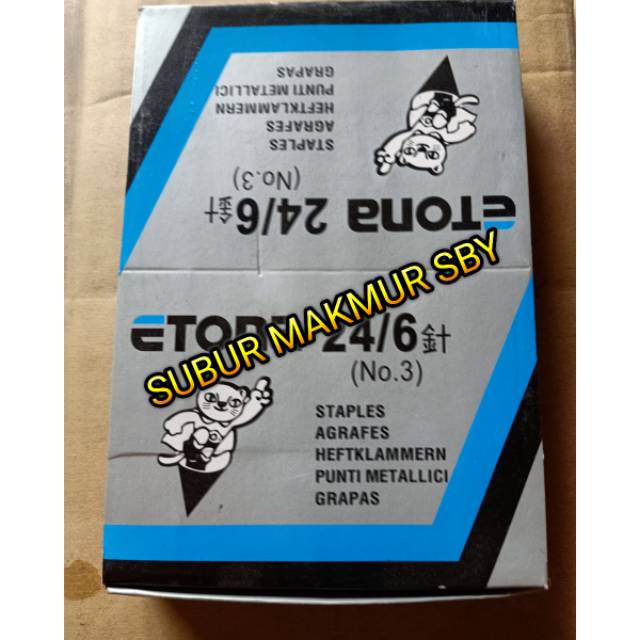 STAPLES
AGRAFES
HEFTKLAMMERN
PUNTI METALLICI
GRAPAS
(No.3)
ETONA 24/6針
SUBUR MAKMUR SBY
ETONA 24/6針
(No.3)
STAPLES
AGRAFES
HEFTKLAMMERN
PUNTI METALLICI
GRAPAS